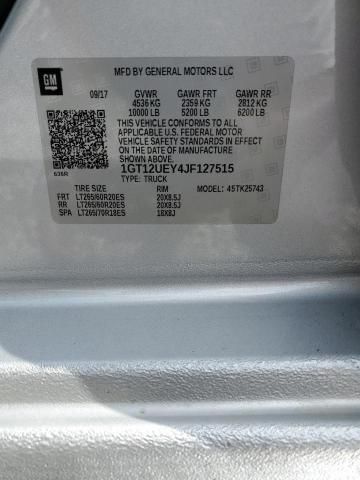 GM
MFD BY GENERAL MOTORS LLC
09/17 GVWR GAWR FRT GAWR RR
4536 KG 2359 KG 2812 KG
10000 LB 5200 LB 6200 LB
THIS VEHICLE CONFORMS TO ALL
APPLICABLE U.S. FEDERAL MOTOR
VEHICLE SAFETY STANDARDS IN EFFECT ON
THE DATE OF MANUFACTURE SHOWN ABOVE.
1GT12UEY4JF127515
636R TYPE: TRUCK
TIRE SIZE RIM MODEL: 4STK25743
FRT LT265/60R20ES 20X8.5J
RR LT265/60R20ES 20X8.5J
SPA LT265/70R18ES 18X8J